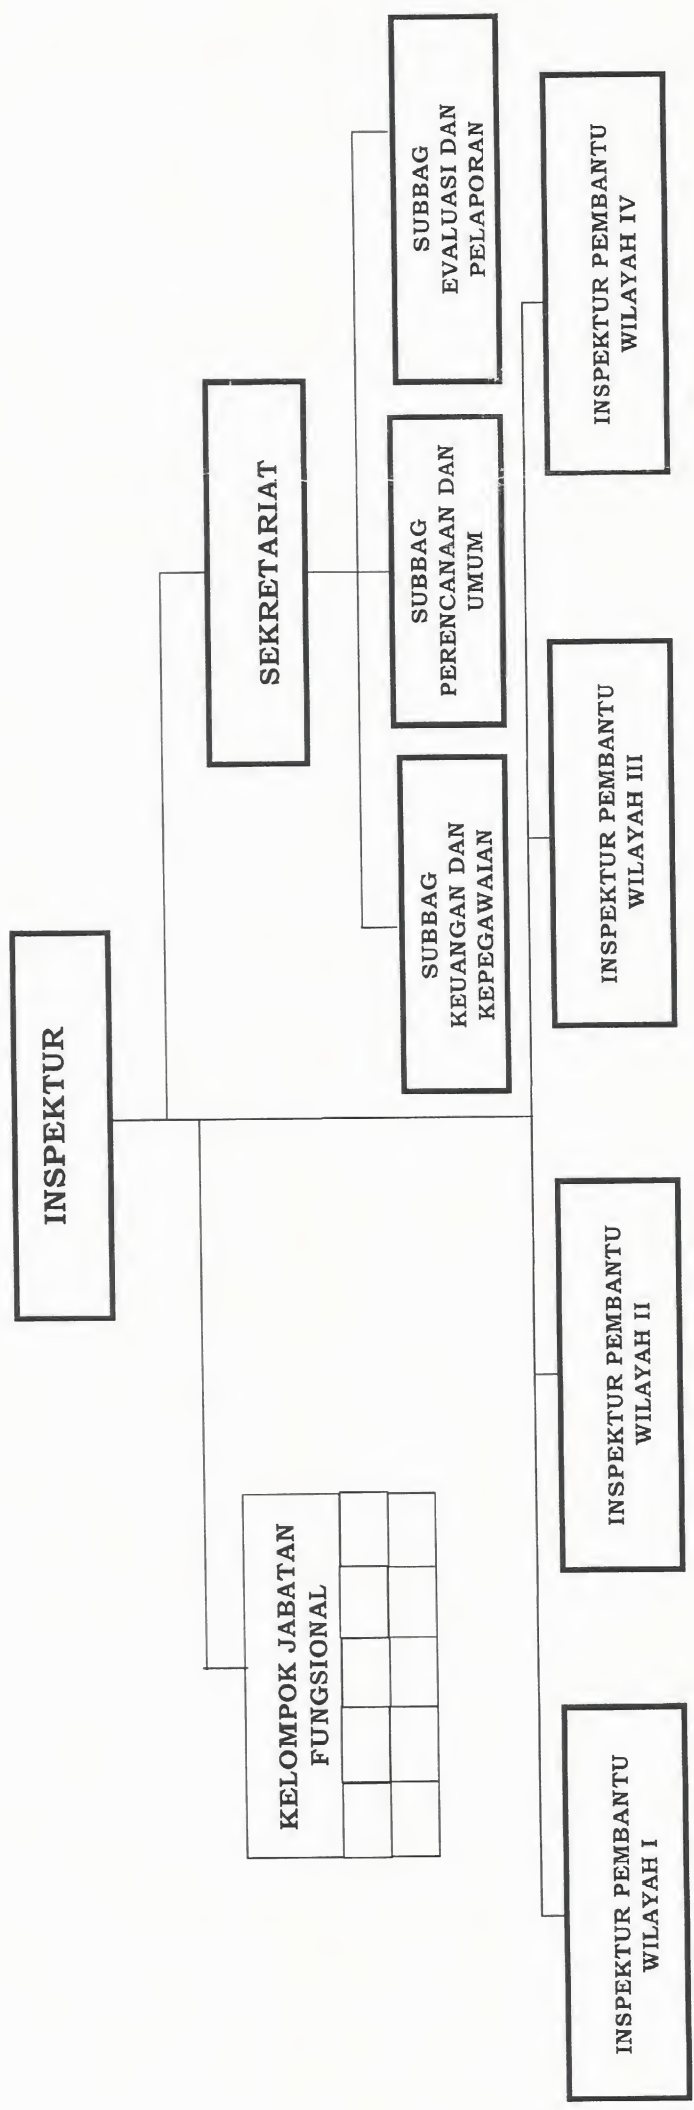 INSPEKTUR
SEKRETARIAT
KELOMPOK JABATAN
FUNGSIONAL
SUBBAG
KEUANGAN DAN
KEPEGAWAIAN
SUBBAG
PERENCANAAN DAN
UMUM
SUBBAG
EVALUASI DAN
PELAPORAN
INSPEKTUR PEMBANTU
WILAYAH I
INSPEKTUR PEMBANTU
WILAYAH II
INSPEKTUR PEMBANTU
WILAYAH III
INSPEKTUR PEMBANTU
WILAYAH IV